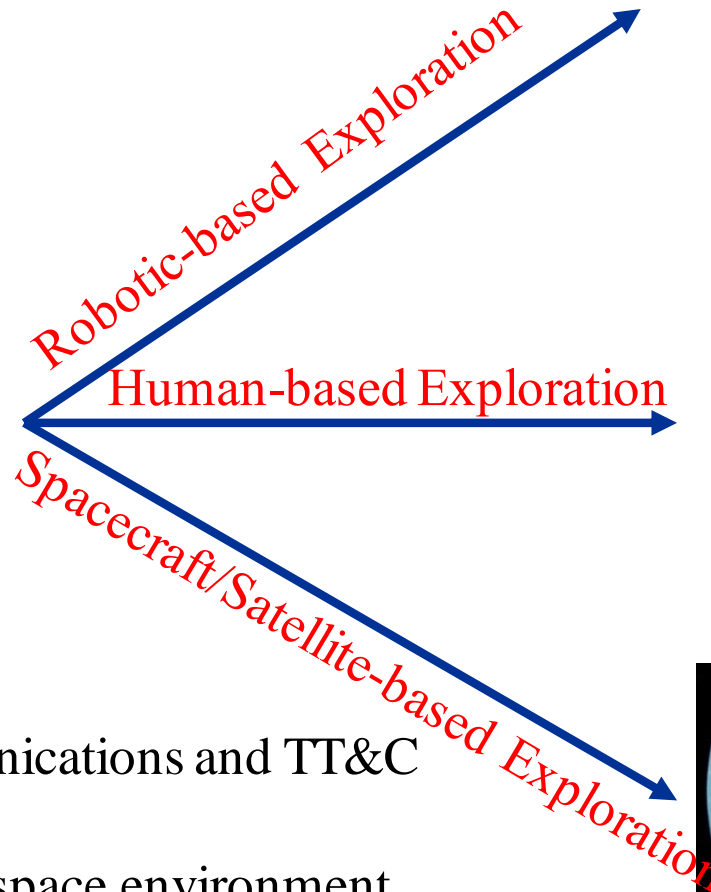 Robotic-based Exploration
Human-based Exploration
Spacecraft/Satellite-based Exploration
nications and TT&C
space environment